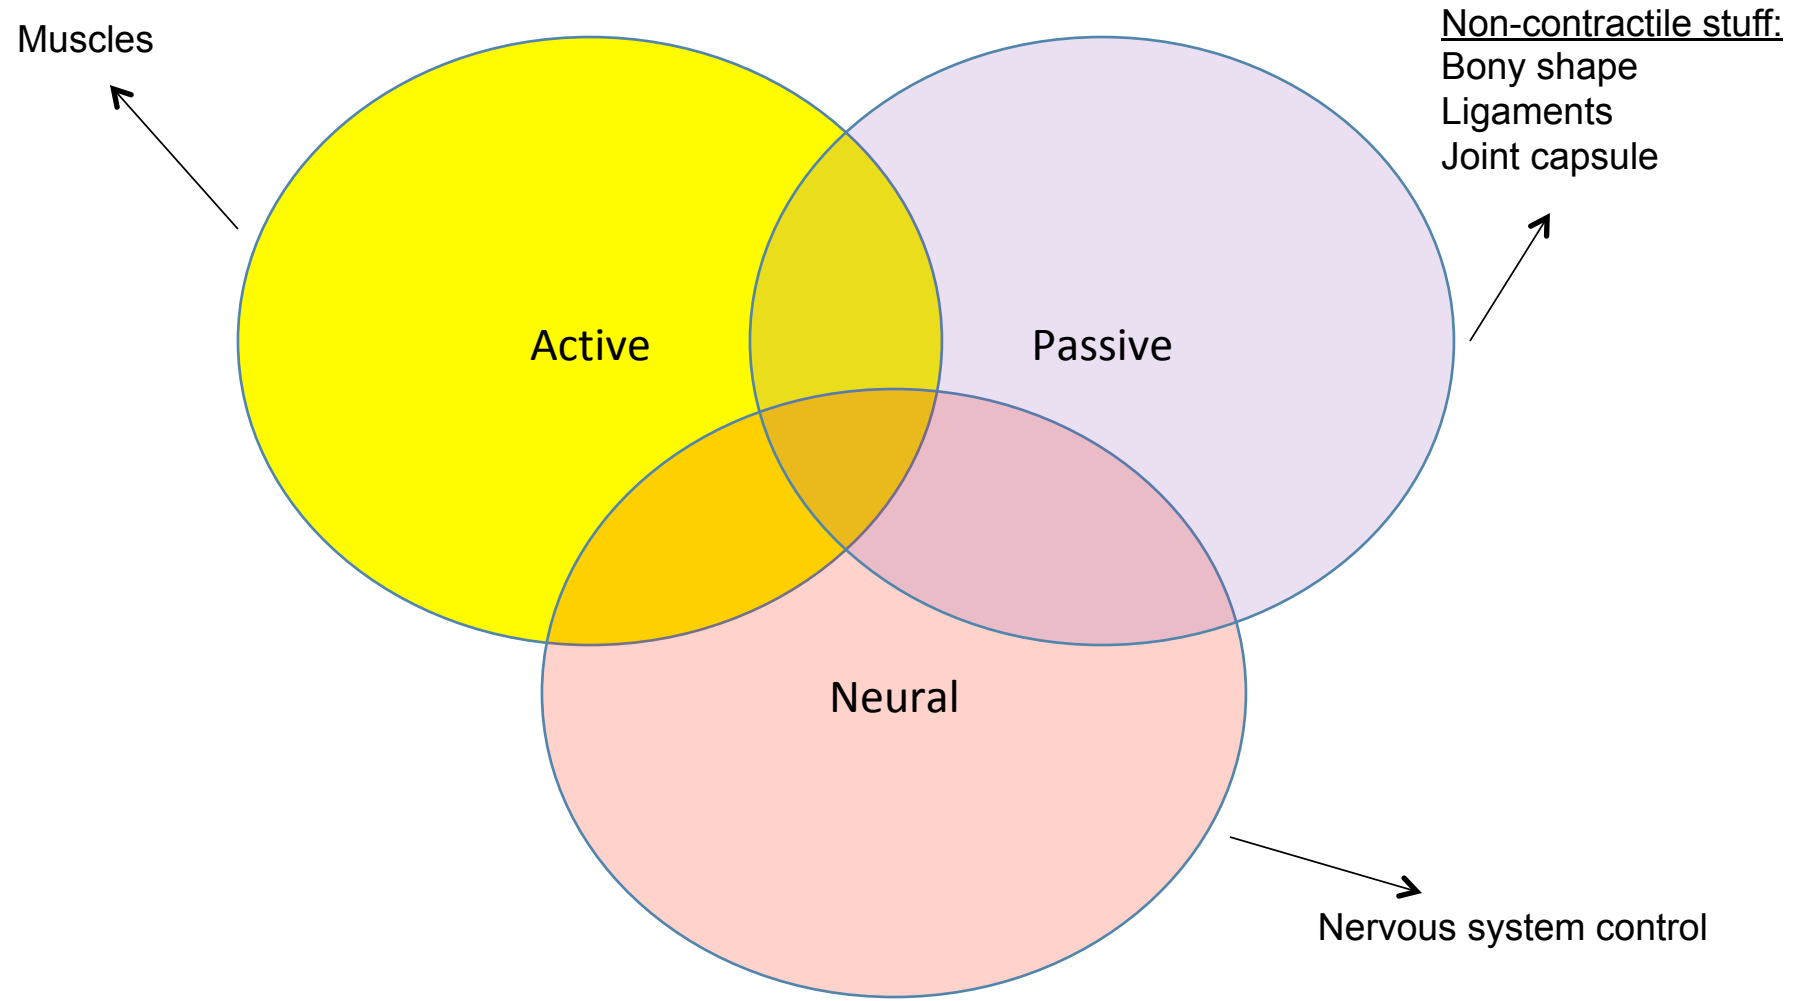 Muscles
Non-contractile stuff:
Bony shape
Ligaments
Joint capsule
Active
Passive
Neural
Nervous system control